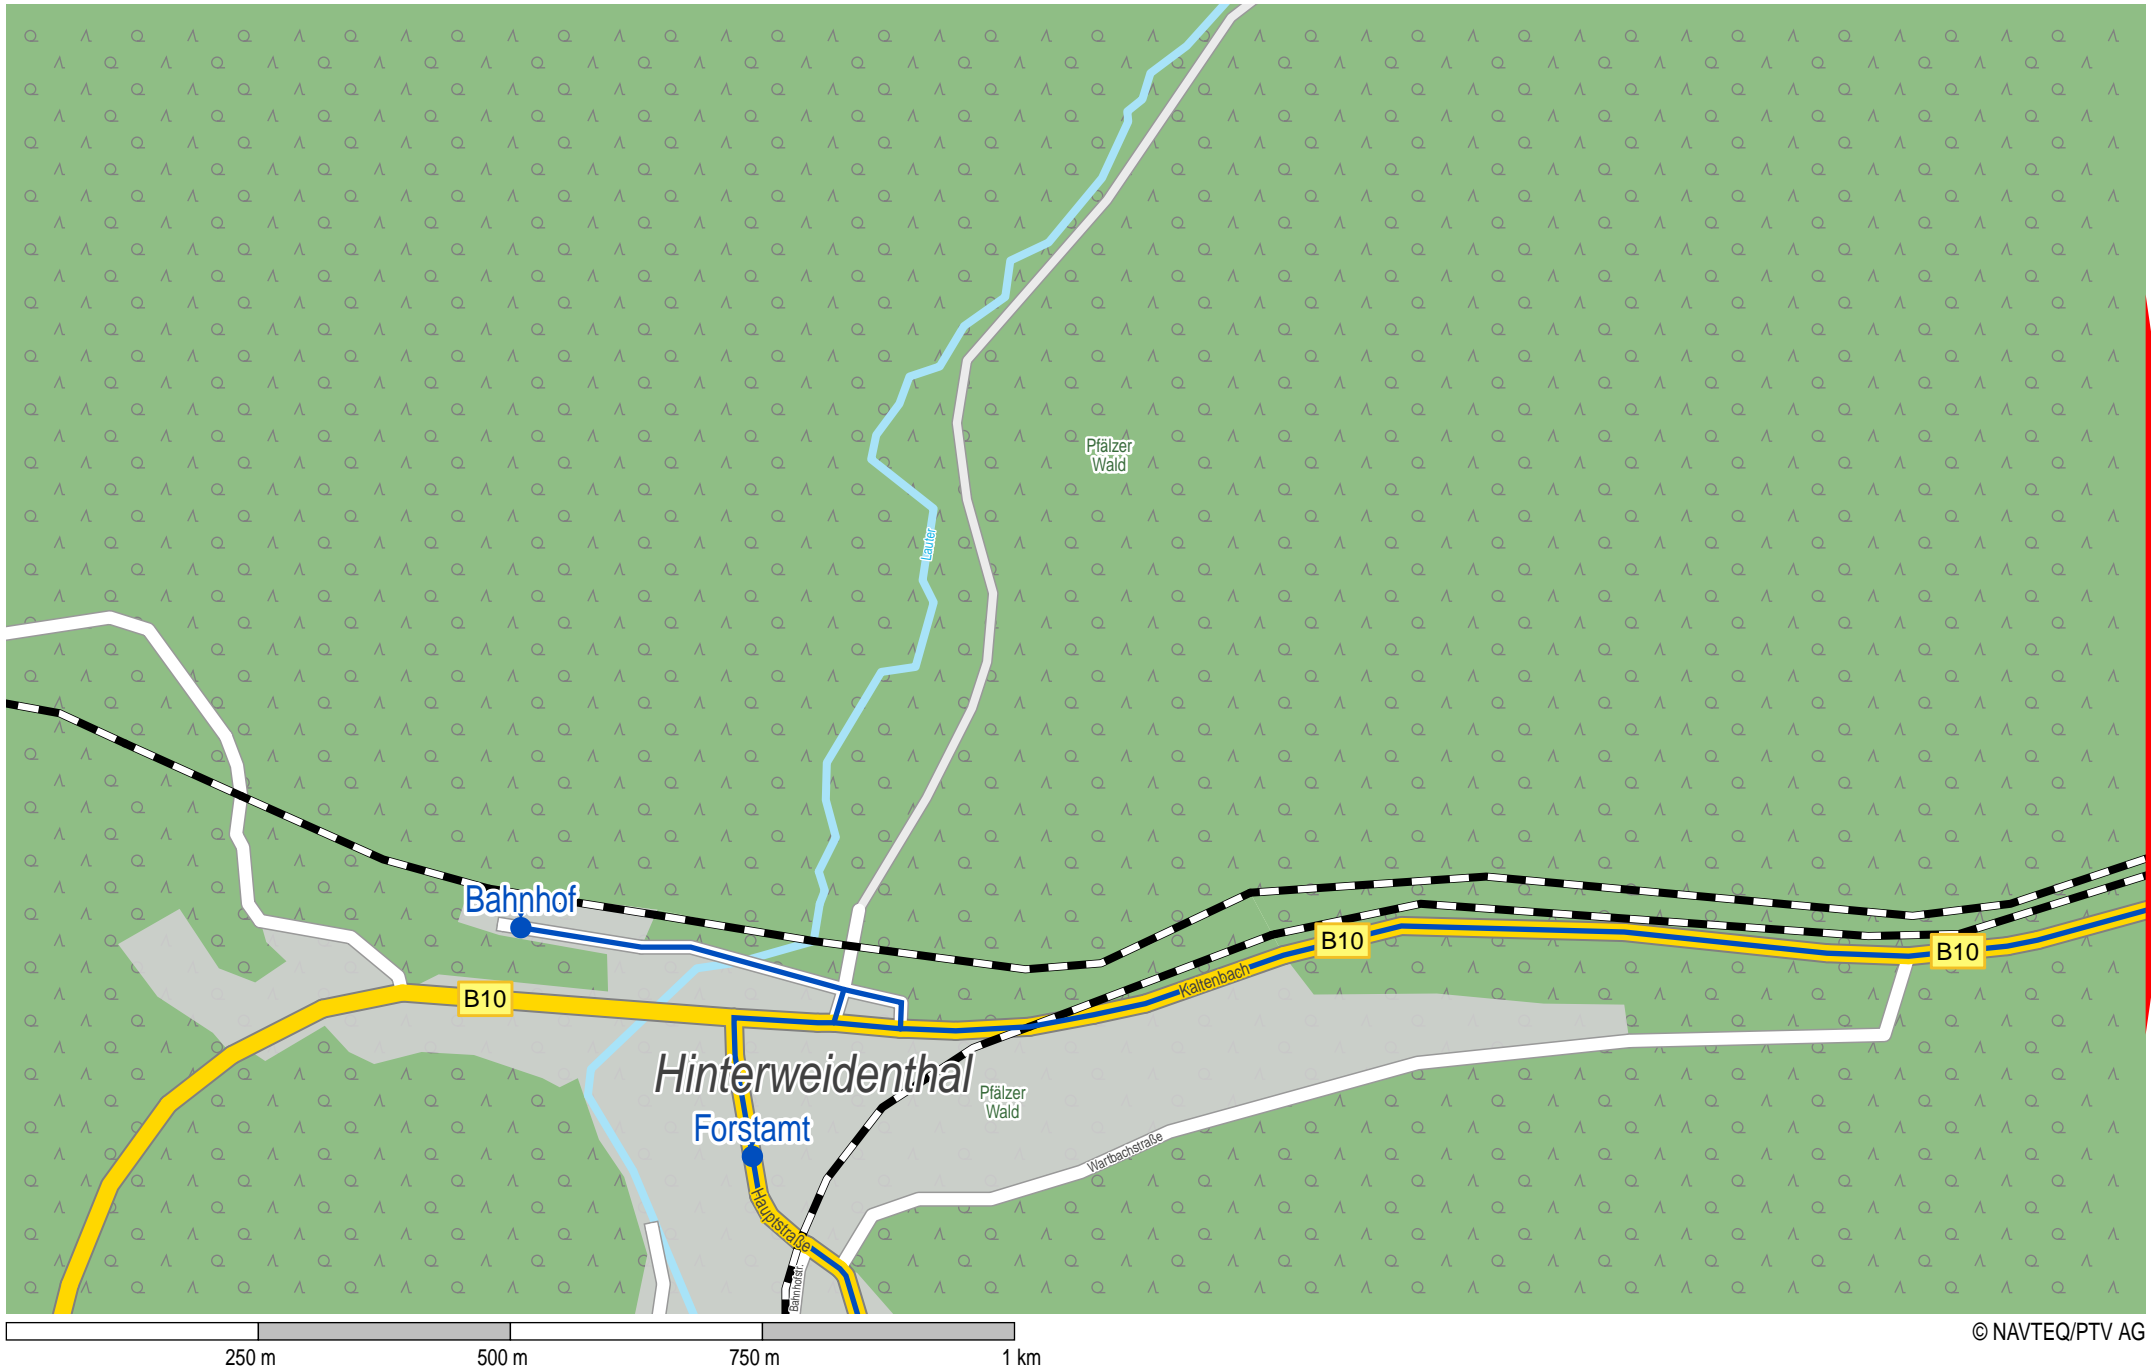 Pfälzer
Wald
Lauter
Bahnhof
B10
B10
B10
Kaltenbach
Hinterweidenthal
Pfälzer
Wald
Forstamt
Wartbachstraße
Hauptstraße
Bahnhofstr.
250 m
500 m
750 m
1 km
© NAVTEQ/PTV AG